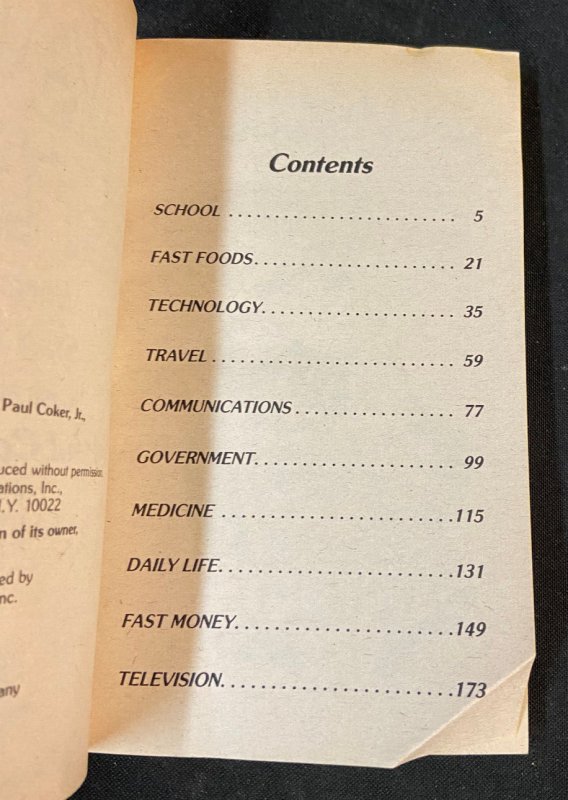 Paul Coker, Jr.,
uced without permission
ations, Inc.,
.Y. 10022
n of its owner,
ed by
nc.
any
Contents
SCHOOL ......................... 5
FAST FOODS...................... 21
TECHNOLOGY..................... 35
TRAVEL .......................... 59
COMMUNICATIONS................. 77
GOVERNMENT..................... 99
MEDICINE ........................115
DAILY LIFE........................131
FAST MONEY......................149
TELEVISION.......................173